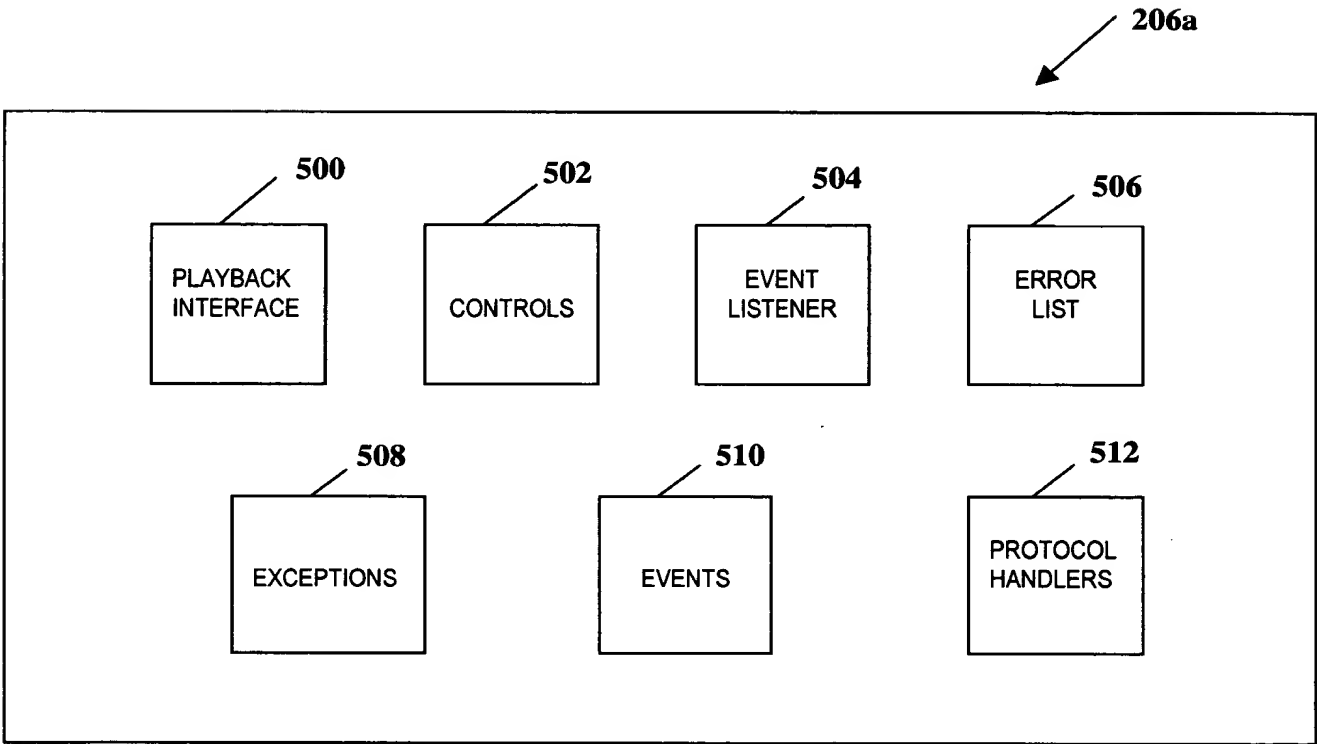 206a
500
502
504
506
PLAYBACK
INTERFACE
CONTROLS
EVENT
LISTENER
ERROR
LIST
508
510
512
EXCEPTIONS
EVENTS
PROTOCOL
HANDLERS